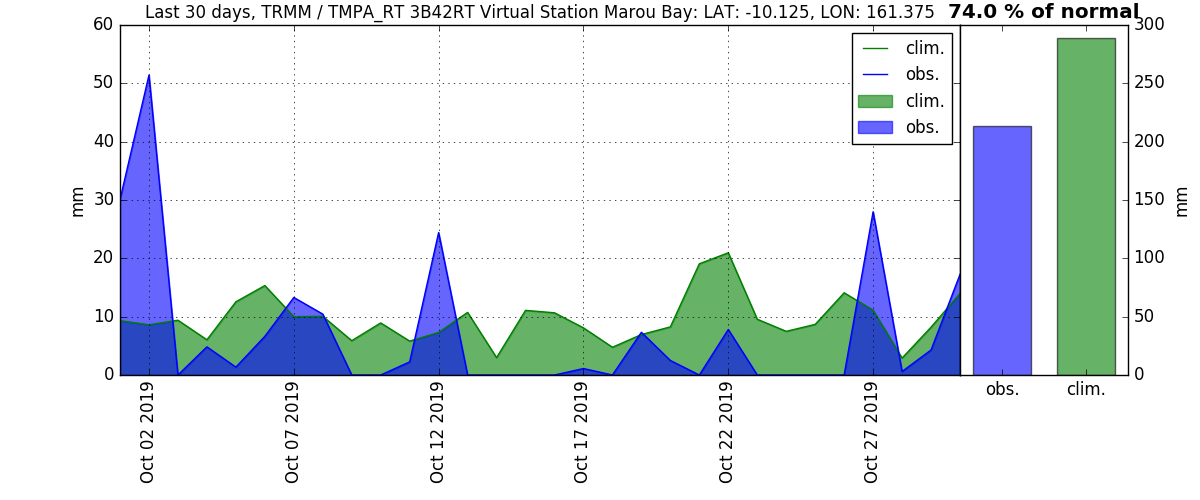 Last 30 days, TRMM / TMPA_RT 3B42RT Virtual Station Marou Bay: LAT: -10.125, LON: 161.375
74.0 % of normal
60
50
40
30
20
10
0
mm
clim.
obs.
clim.
obs.
Oct 02 2019
Oct 07 2019
Oct 12 2019
Oct 17 2019
Oct 22 2019
Oct 27 2019
300
250
200
150
100
50
0
mm
obs.
clim.